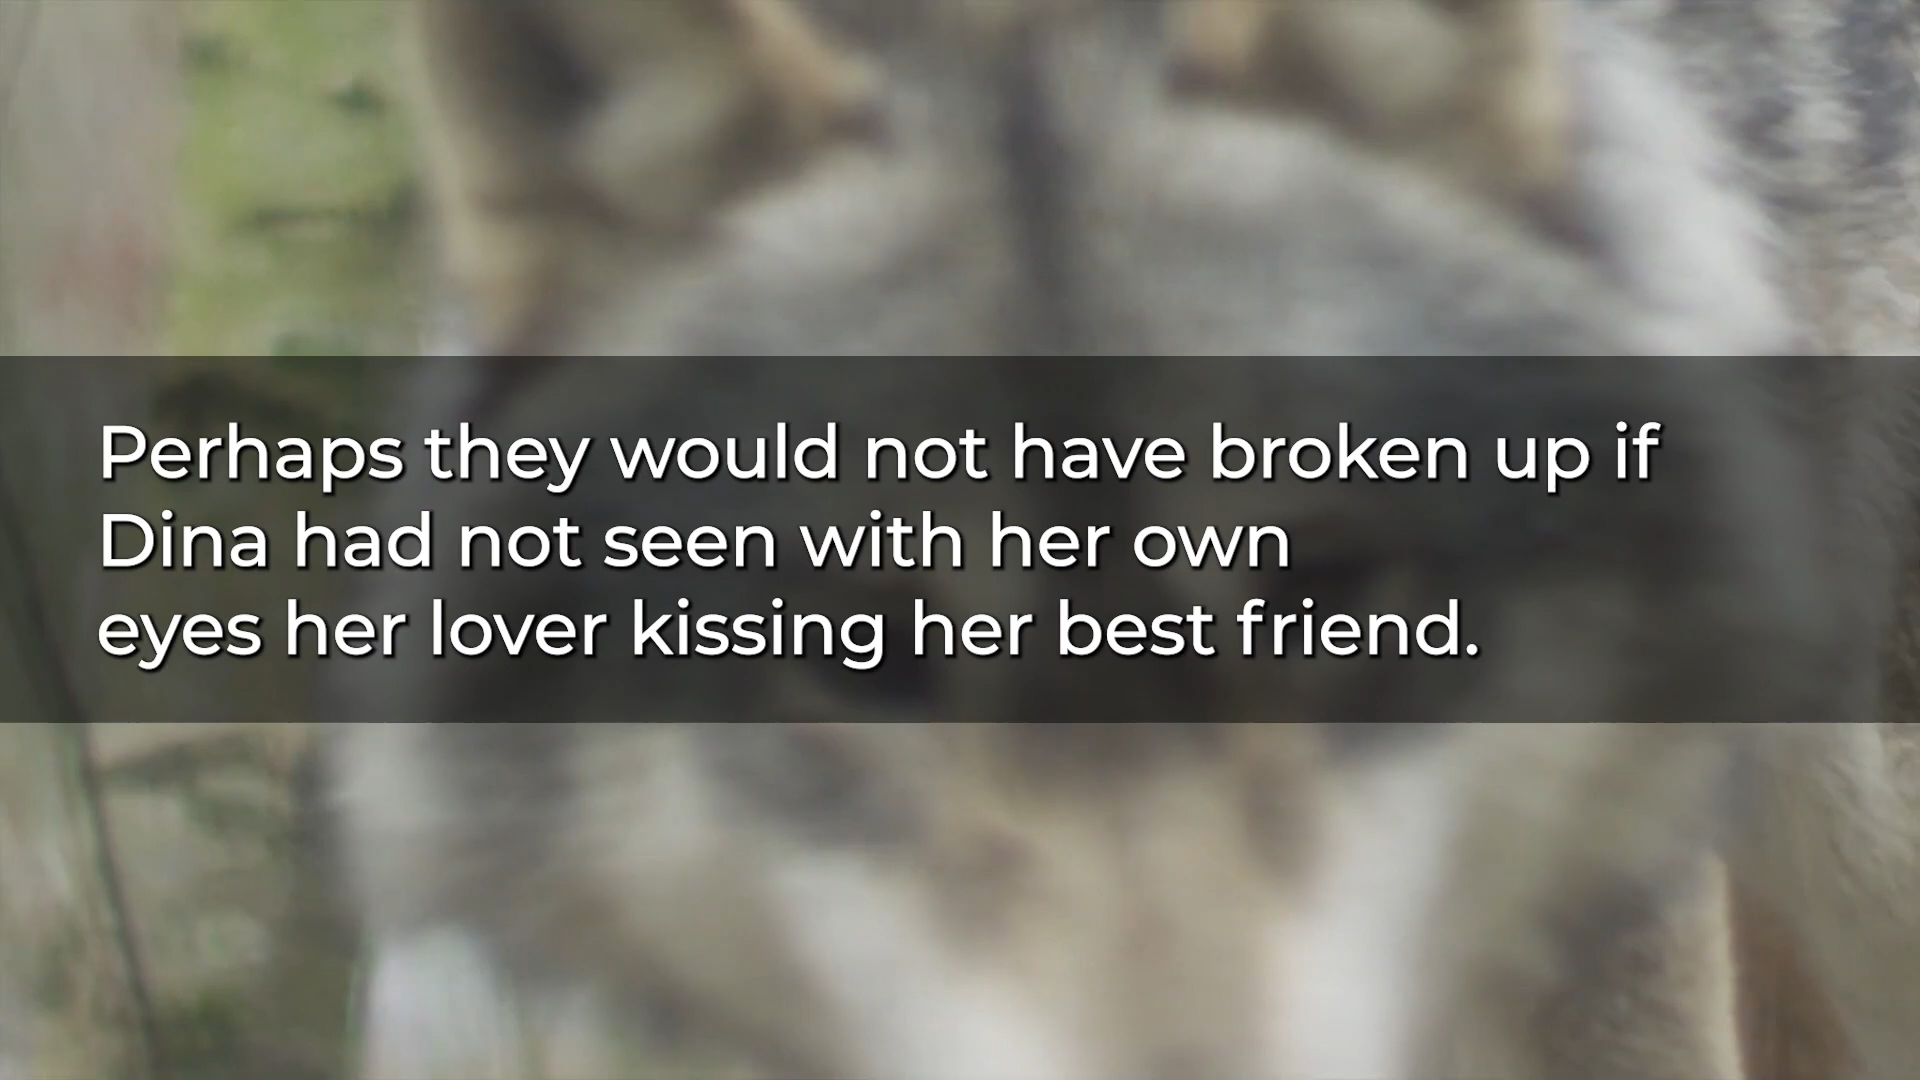 Perhaps they would not have broken up if
Dina had not seen with her own
eyes her lover kissing her best friend.